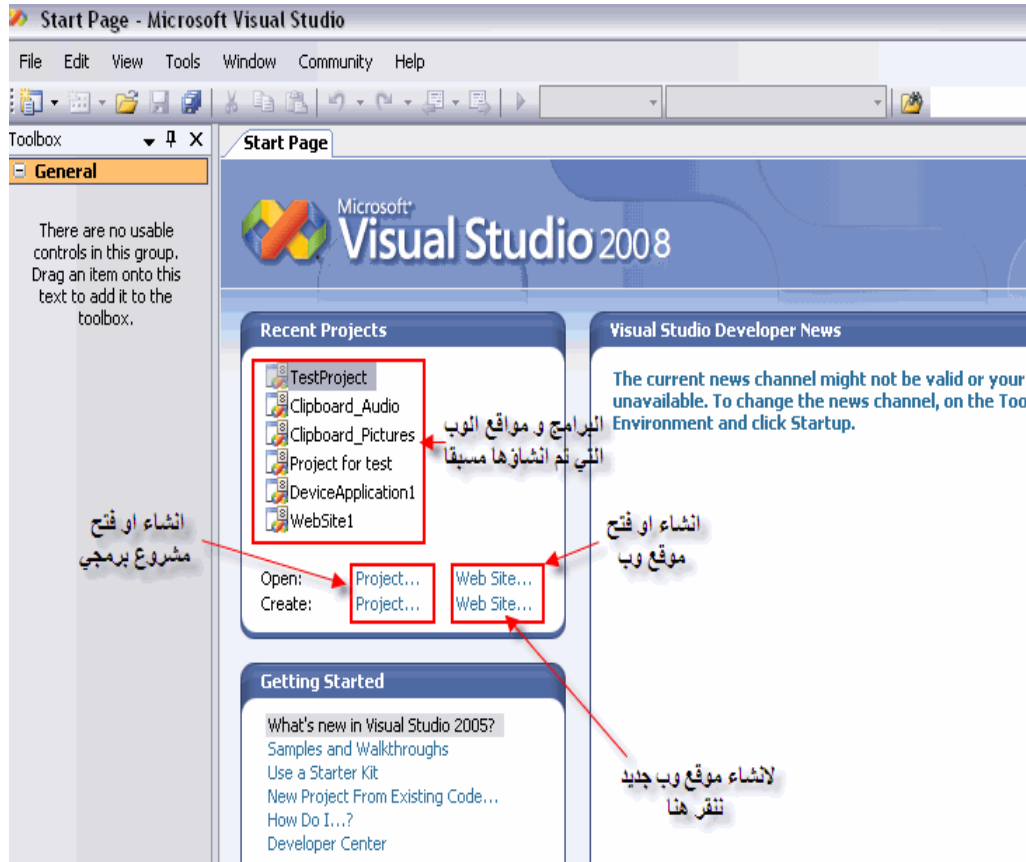 Start Page - Microsoft Visual Studio
File Edit View Tools Window Community Help
Toolbox
Start Page
General
There are no usable
controls in this group.
Drag an item onto this
text to add it to the
toolbox.
Microsoft
Visual Studio 2008
Recent Projects
TestProject
Clipboard_Audio
Clipboard_Pictures
Project for test
DeviceApplication1
WebSite1
البرامج و مواقع الوب
التي تم انشاؤها مسبقا
انشاء او فتح
مشروع برمجي
انشاء او فتح
موقع وب
Open: Project... Web Site...
Create: Project... Web Site...
Visual Studio Developer News
The current news channel might not be valid or your
unavailable. To change the news channel, on the Too
Environment and click Startup.
Getting Started
What's new in Visual Studio 2005?
Samples and Walkthroughs
Use a Starter Kit
New Project From Existing Code...
How Do I...?
Developer Center
لانشاء موقع وب جديد
ننقر هنا